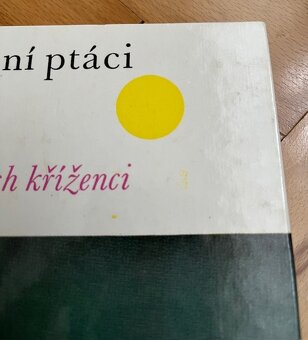 ní ptáci
h kříženci